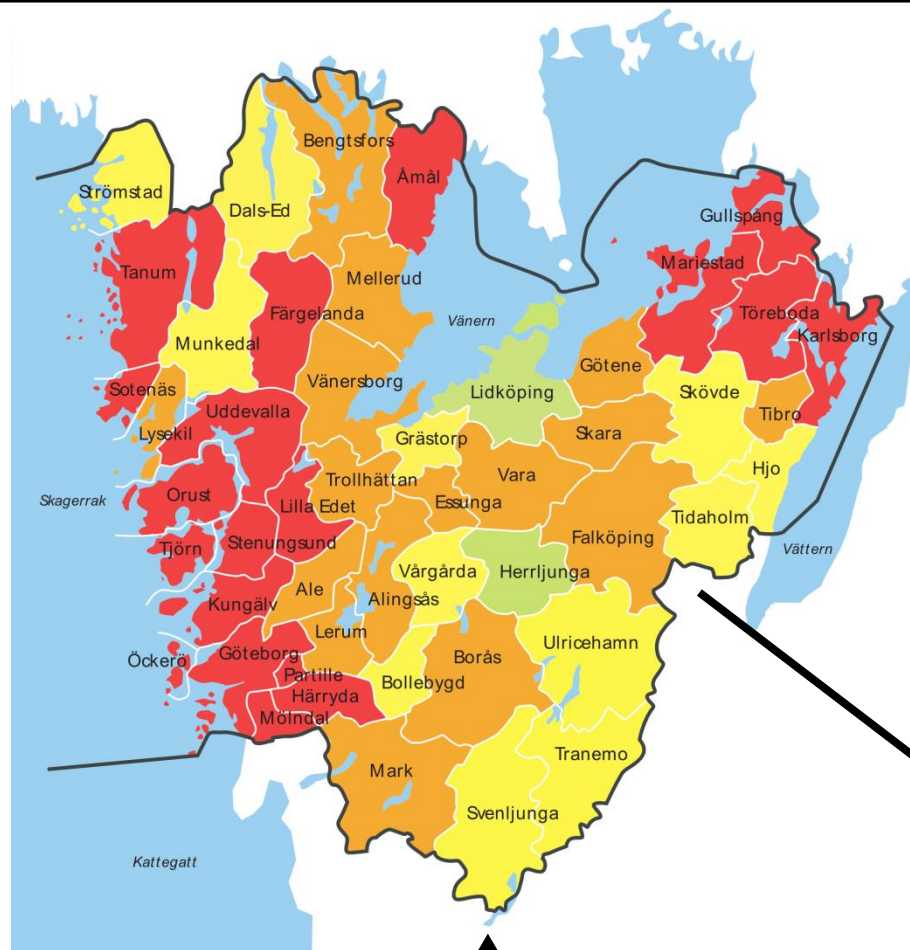 Bengtsfors
Åmål
Strömstad
Dals-Ed
Gullspång
Tanum
Mellerud
Mariestad
Färgelanda
Töreboda
Vänern
Karlsborg
Munkedal
Götene
Vänersborg
Sotenäs
Lidköping
Skövde
Uddevalla
Tibro
Lysekil
Grästorp
Skara
Hjo
Trollhättan
Vara
Orust
Skagerrak
Lilla Edet
Essunga
Tidaholm
Falköping
Stenungsund
Tjörn
Vättern
Vårgårda
Herrljunga
Ale
Alingsås
Kungälv
Lerum
Ulricehamn
Göteborg
Borås
Öckerö
Partille
Bollebygd
Härryda
Mölndal
Tranemo
Mark
Svenljunga
Kattegatt